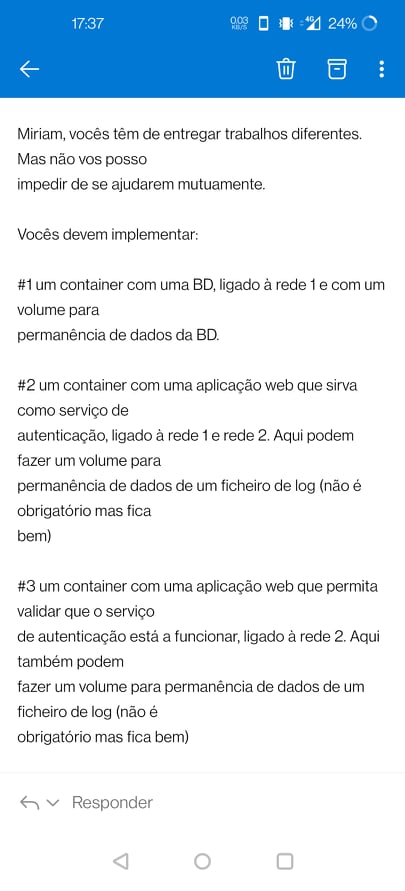 17:37
0.03
KB/S
4G
24%
Miriam, vocês têm de entregar trabalhos diferentes.
Mas não vos posso
impedir de se ajudarem mutuamente.
Vocês devem implementar:
#1 um container com uma BD, ligado à rede 1 e com um
volume para
permanência de dados da BD.
#2 um container com uma aplicação web que sirva
como serviço de
autenticação, ligado à rede 1 e rede 2. Aqui podem
fazer um volume para
permanência de dados de um ficheiro de log (não é
obrigatório mas fica
bem)
#3 um container com uma aplicação web que permita
validar que o serviço
de autenticação está a funcionar, ligado à rede 2. Aqui
também podem
fazer um volume para permanência de dados de um
ficheiro de log (não é
obrigatório mas fica bem)
Responder